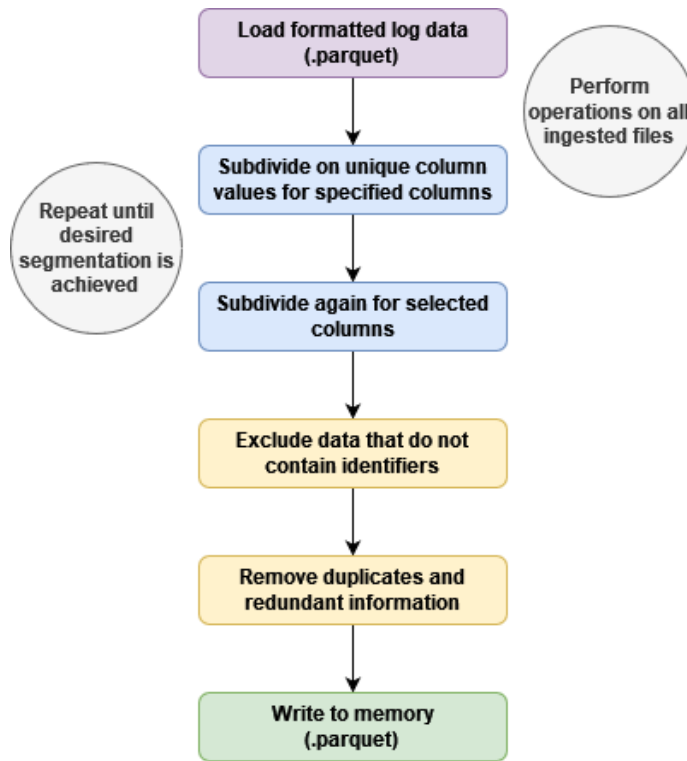 Load formatted log data
(.parquet)
Perform
operations on all
ingested files
Subdivide on unique column
values for specified columns
Repeat until
desired
segmentation is
achieved
Subdivide again for selected
columns
Exclude data that do not
contain identifiers
Remove duplicates and
redundant information
Write to memory
(.parquet)